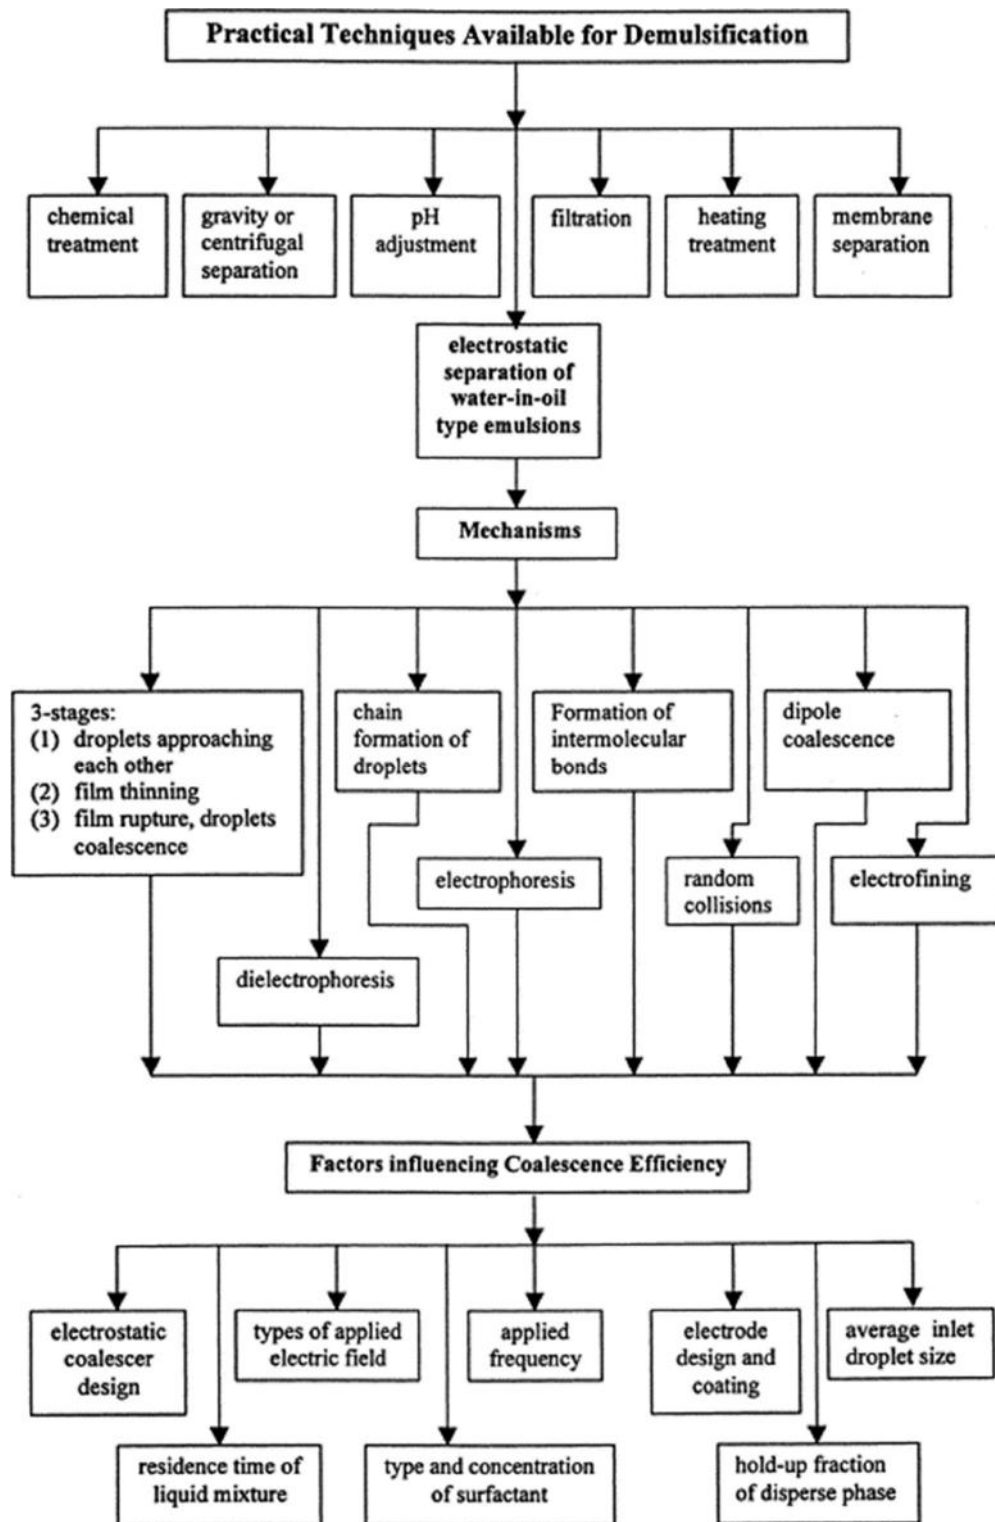 Practical Techniques Available for Demulsification
chemical
treatment
gravity or
centrifugal
separation
pH
adjustment
filtration
heating
treatment
membrane
separation
electrostatic
separation of
water-in-oil
type emulsions
Mechanisms
3-stages:
(1) droplets approaching
each other
(2) film thinning
(3) film rupture, droplets
coalescence
chain
formation of
droplets
Formation of
intermolecular
bonds
dipole
coalescence
electrophoresis
random
collisions
electrofining
dielectrophoresis
Factors influencing Coalescence Efficiency
electrostatic
coalescer
design
types of applied
electric field
applied
frequency
electrode
design and
coating
average inlet
droplet size
residence time of
liquid mixture
type and concentration
of surfactant
hold-up fraction
of disperse phase